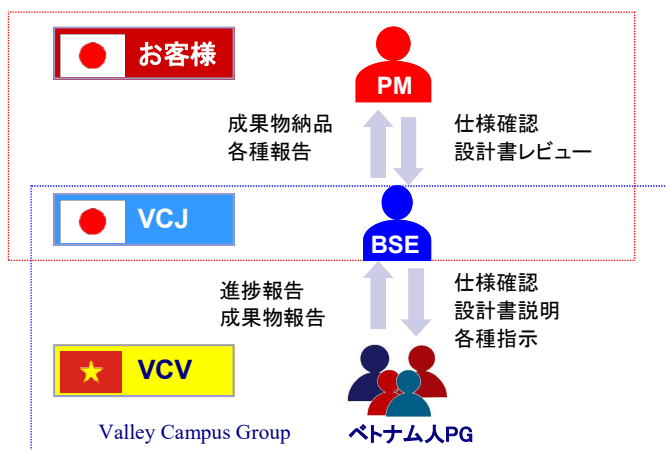 お客様
PM
成果物納品
各種報告
仕様確認
設計書レビュー
VCJ
BSE
進捗報告
成果物報告
仕様確認
設計書説明
各種指示
VCV
Valley Campus Group
ベトナム人PG